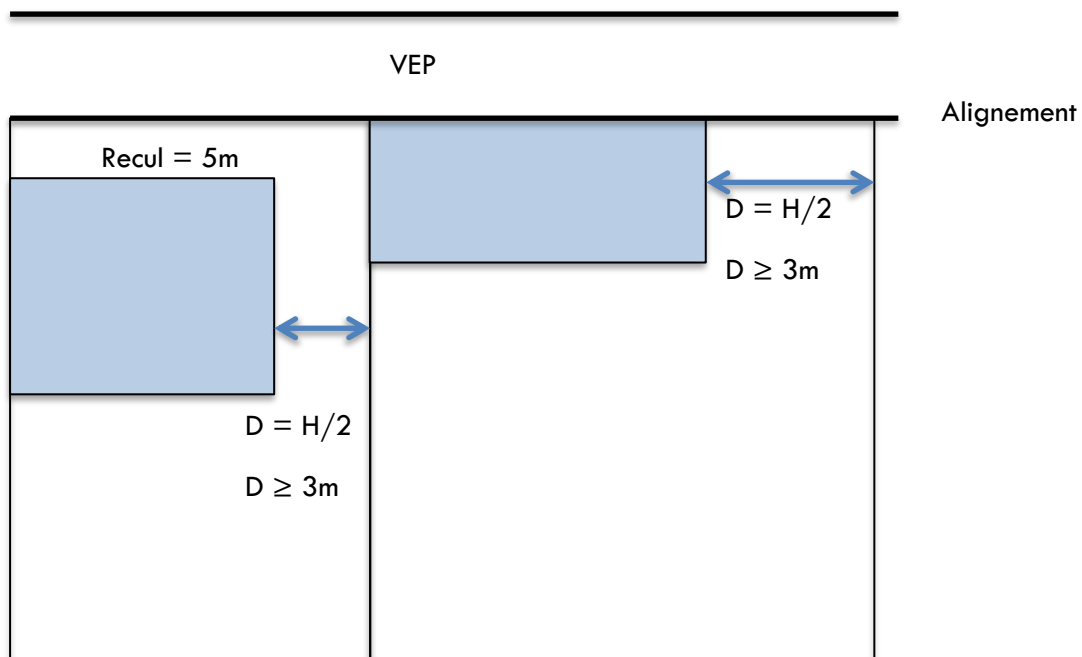 VEP
Alignement
Recul = 5m
D = H/2
D ≥ 3m
D = H/2
D ≥ 3m